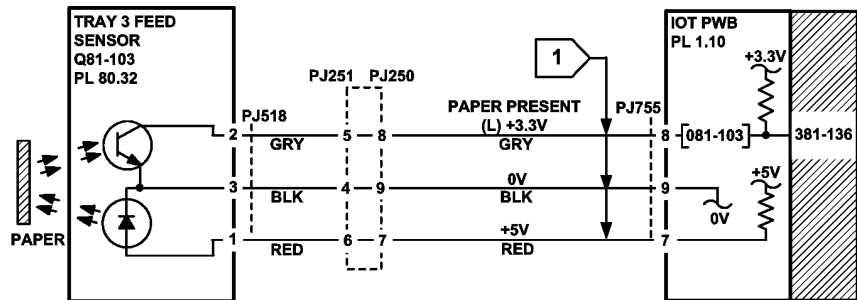 TRAY 3 FEED
SENSOR
Q81-103
PL 80.32
IOT PWB
PL 1.10
+3.3V
1
PJ251 PJ250
PJ518
PAPER PRESENT
(L) +3.3V
PJ755
2 5 8 8 [081-103] 381-136
GRY GRY
+5V
3 4 9 0V 9
BLK BLK
0V
PAPER
1 6 7 +5V 7
RED RED